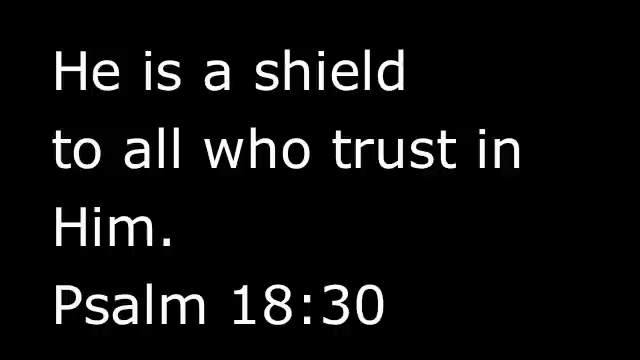 He is a shield
to all who trust in
Him.
Psalm 18:30